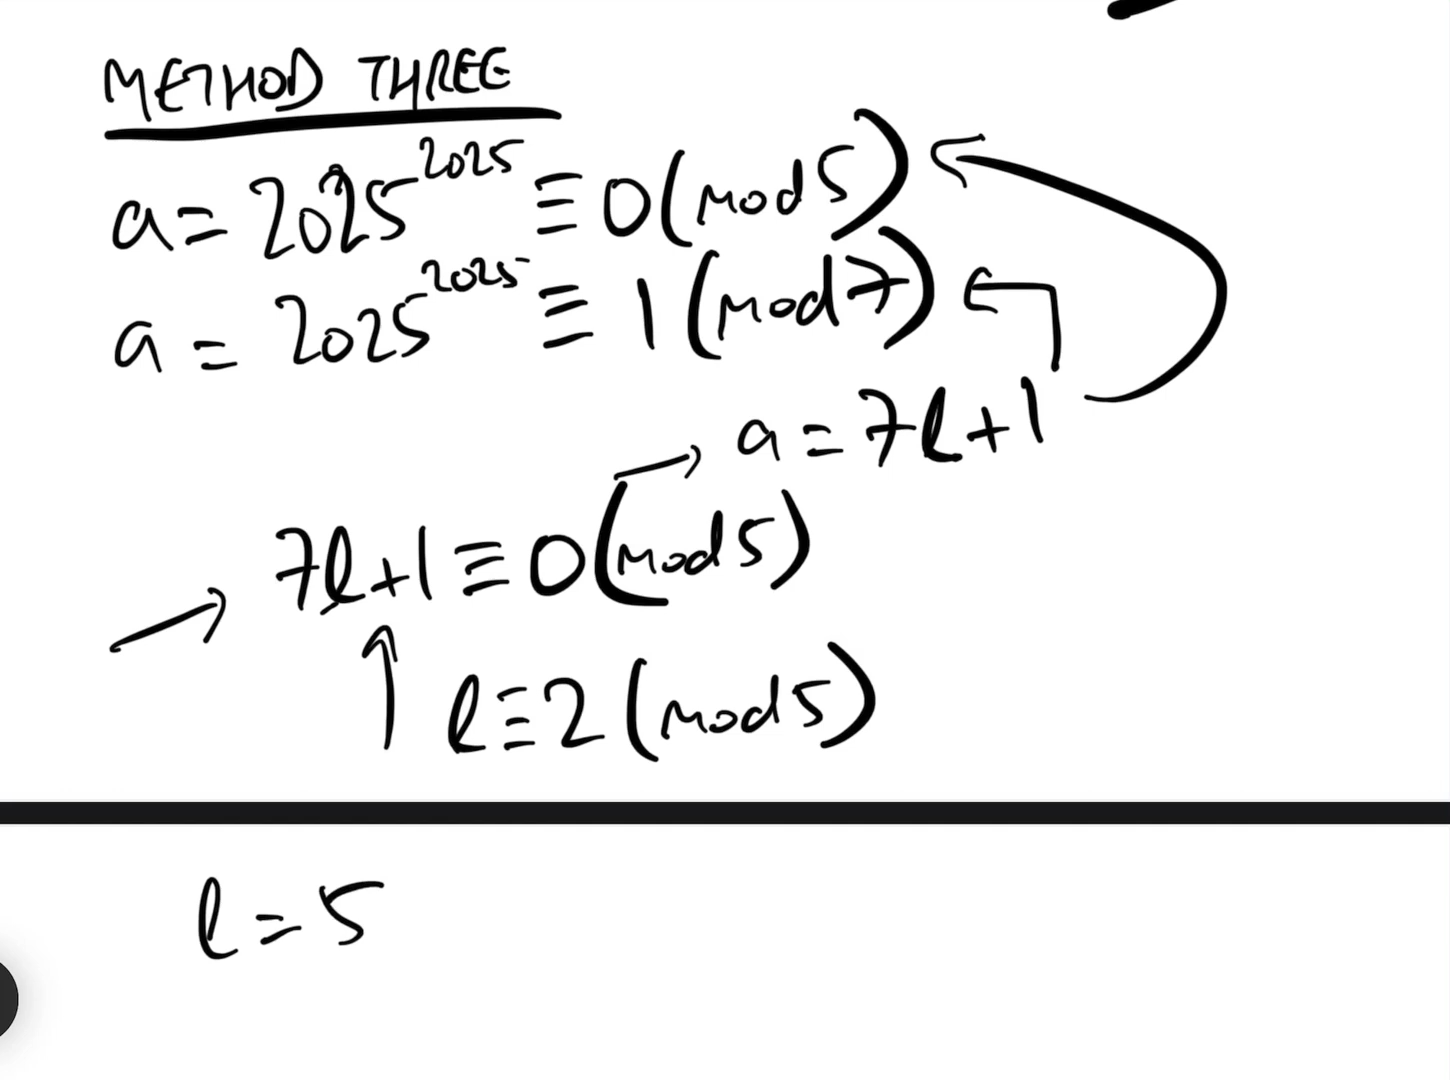 METHOD THREE
a = 2025^2025 ≡ 0 (mod 5)
a = 2025^2025 ≡ 1 (mod 7)
→ a = 7l + 1
→ 7l + 1 ≡ 0 (mod 5)
↑ l ≡ 2 (mod 5)
l = 5